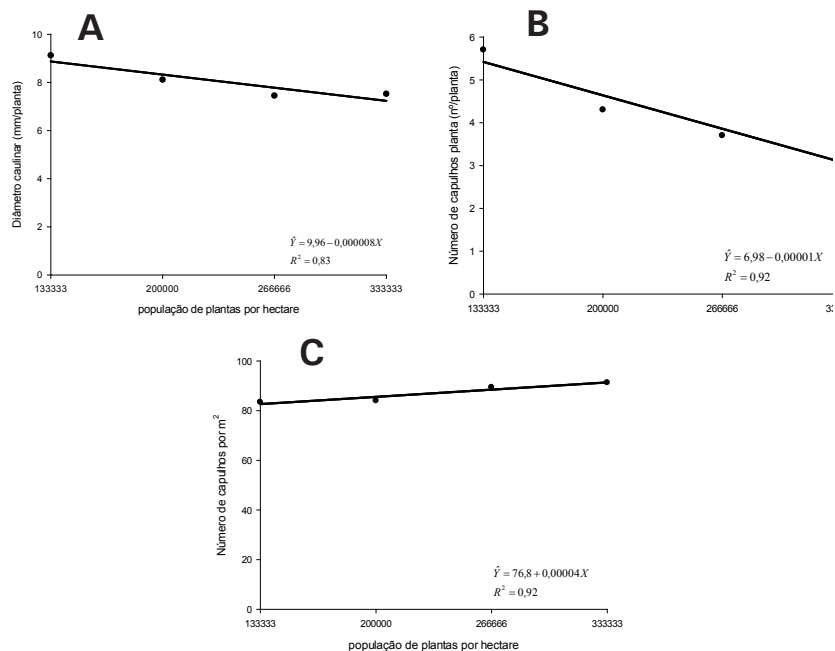 A
Diâmetro caulinar (mm/planta)
10
8
6
4
2
0
Ŷ = 9,96 − 0,000008X
R² = 0,83
133333
200000
266666
333333
população de plantas por hectare
B
Número de capulhos planta (nº/planta)
6
5
4
3
2
1
0
Ŷ = 6,98 − 0,00001X
R² = 0,92
133333
200000
266666
C
Número de capulhos por m²
100
80
60
40
20
0
Ŷ = 76,8 + 0,00004X
R² = 0,92
133333
200000
266666
333333
população de plantas por hectare